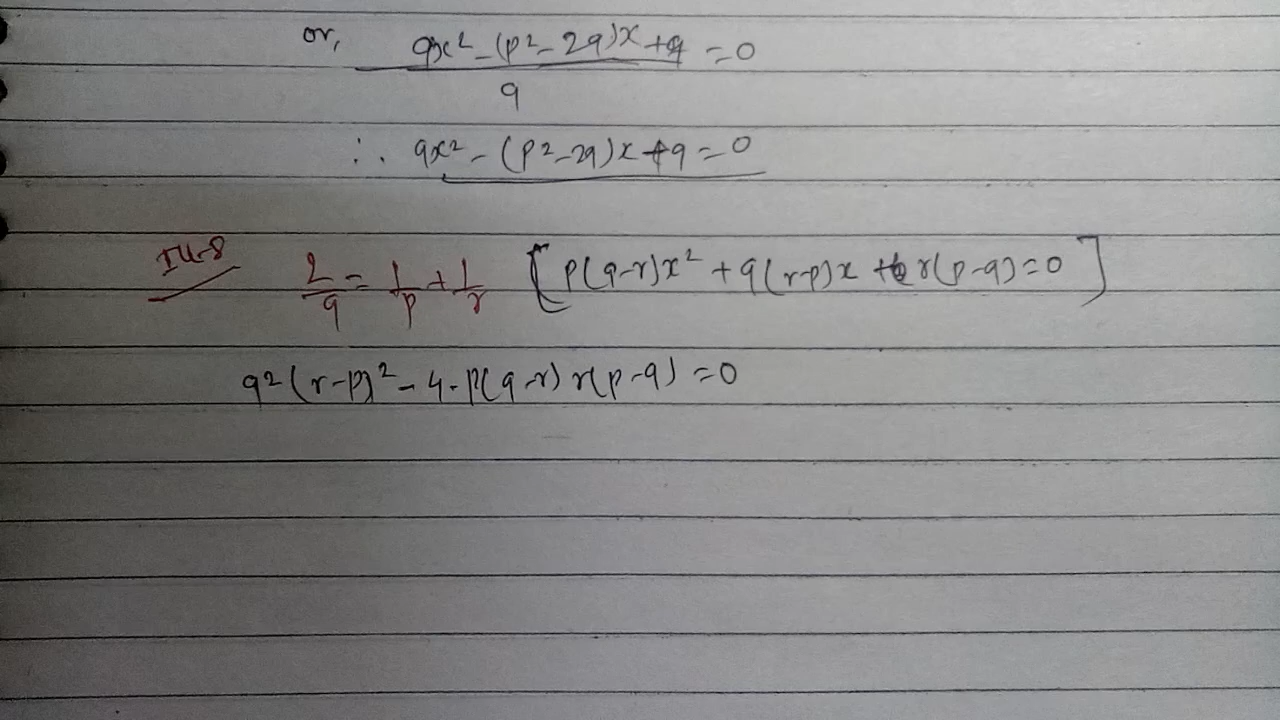 or, qx² - (p² - 2q)x + q = 0
q
∴ qx² - (p² - 2q)x + q = 0
IU-8 2/q = 1/p + 1/r [p(q-r)x² + q(r-p)x + r(p-q) = 0]
q²(r-p)² - 4·p(q-r) r(p-q) = 0